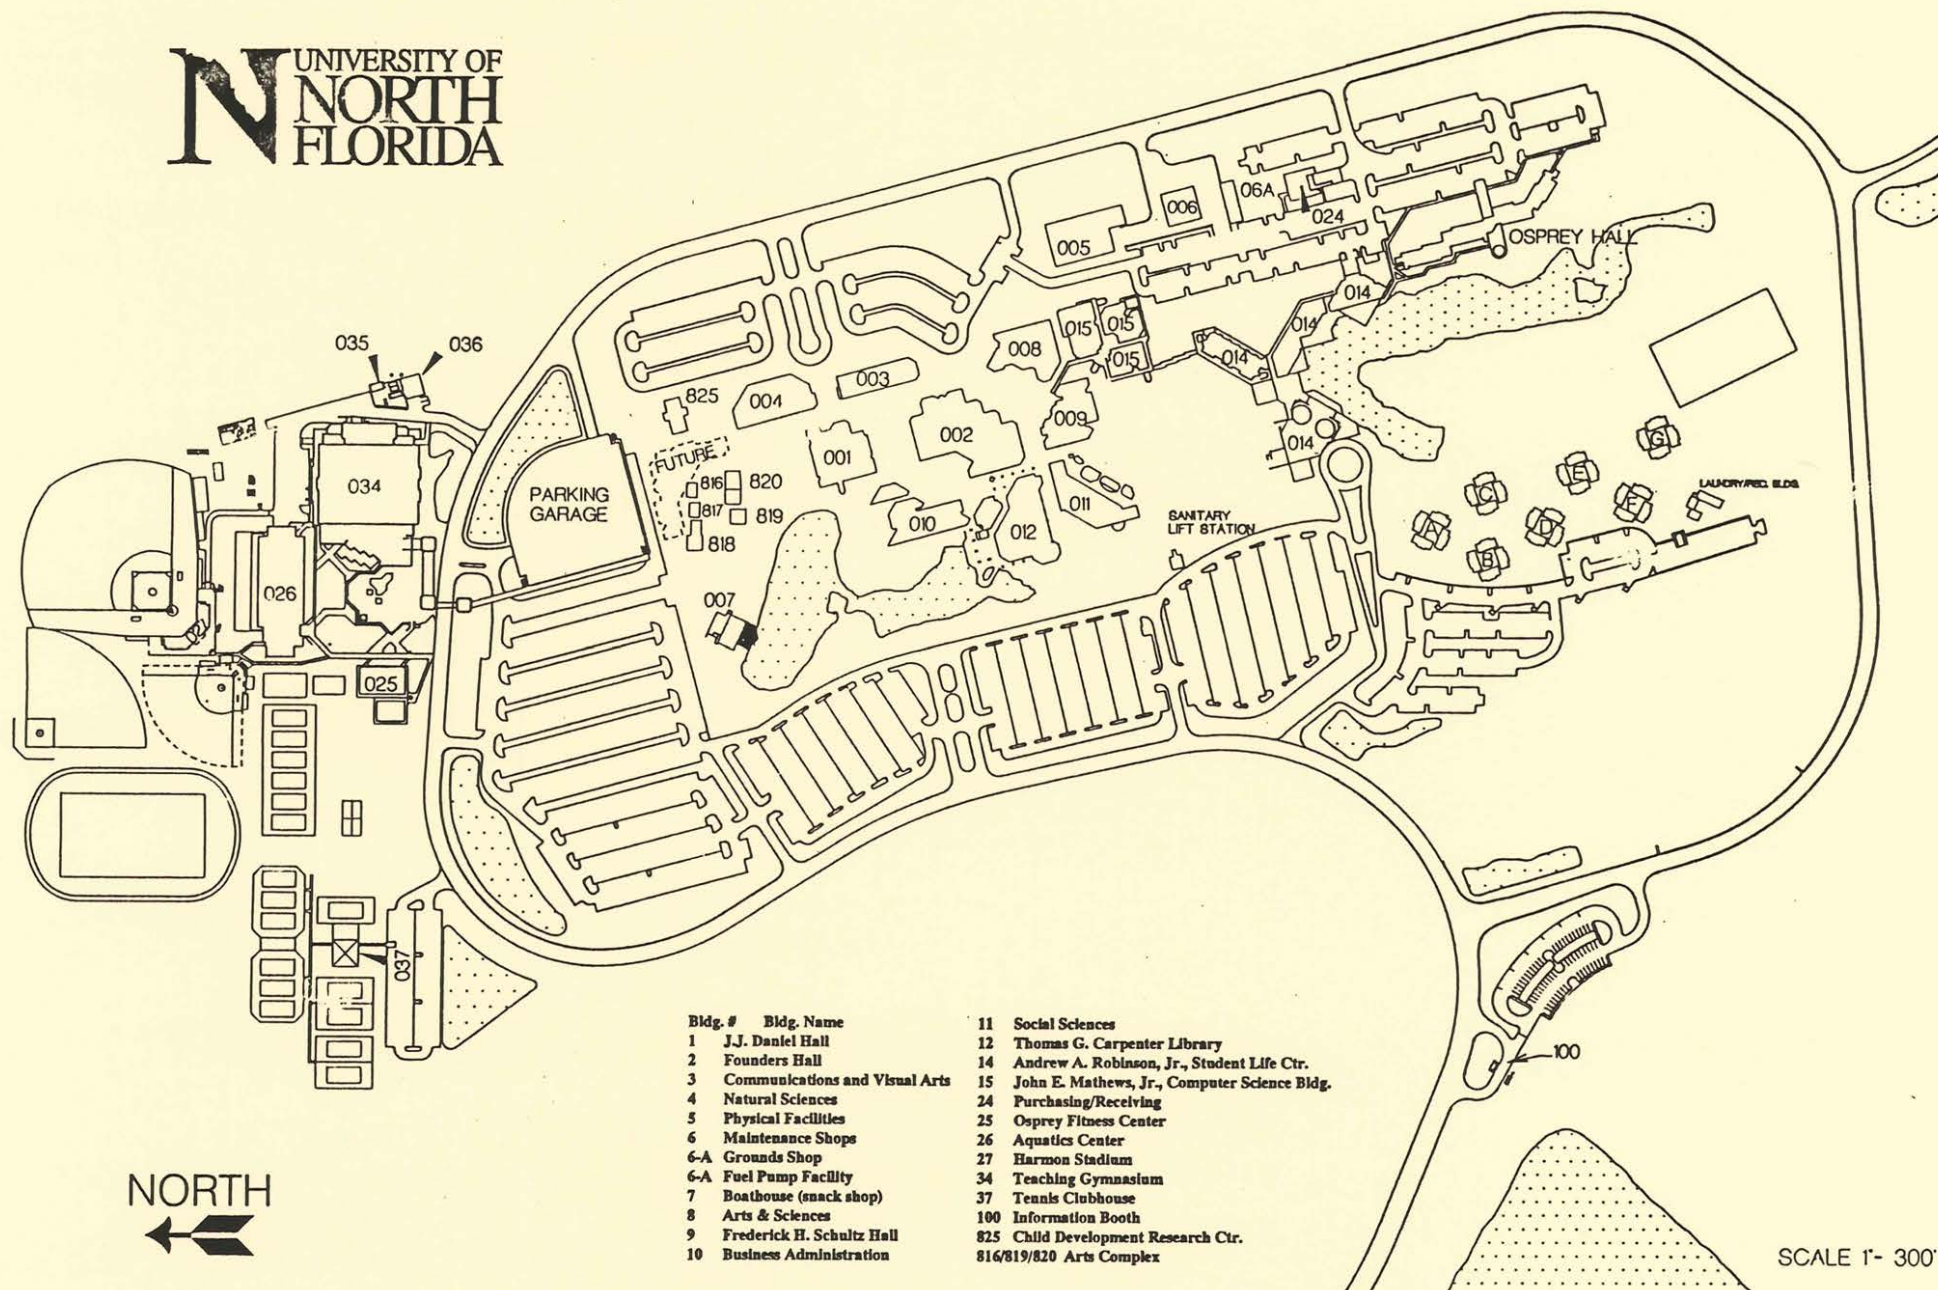 UNIVERSITY OF
NORTH
FLORIDA
N
06A
006
024
005
OSPREY HALL
014
014
015
015
015
014
008
035
036
003
825
004
009
002
001
014
G
FUTURE
034
PARKING
GARAGE
816
820
817
819
818
010
012
011
SANITARY
LIFT STATION
C
E
F
A
D
B
LAUNDRY/REC. BLDG.
026
007
025
037
100
Bldg. # Bldg. Name
1 J.J. Daniel Hall
2 Founders Hall
3 Communications and Visual Arts
4 Natural Sciences
5 Physical Facilities
6 Maintenance Shops
6-A Grounds Shop
6-A Fuel Pump Facility
7 Boathouse (snack shop)
8 Arts & Sciences
9 Frederick H. Schultz Hall
10 Business Administration
11 Social Sciences
12 Thomas G. Carpenter Library
14 Andrew A. Robinson, Jr., Student Life Ctr.
15 John E. Mathews, Jr., Computer Science Bldg.
24 Purchasing/Receiving
25 Osprey Fitness Center
26 Aquatics Center
27 Harmon Stadium
34 Teaching Gymnasium
37 Tennis Clubhouse
100 Information Booth
825 Child Development Research Ctr.
816/819/820 Arts Complex
NORTH
SCALE 1"- 300'